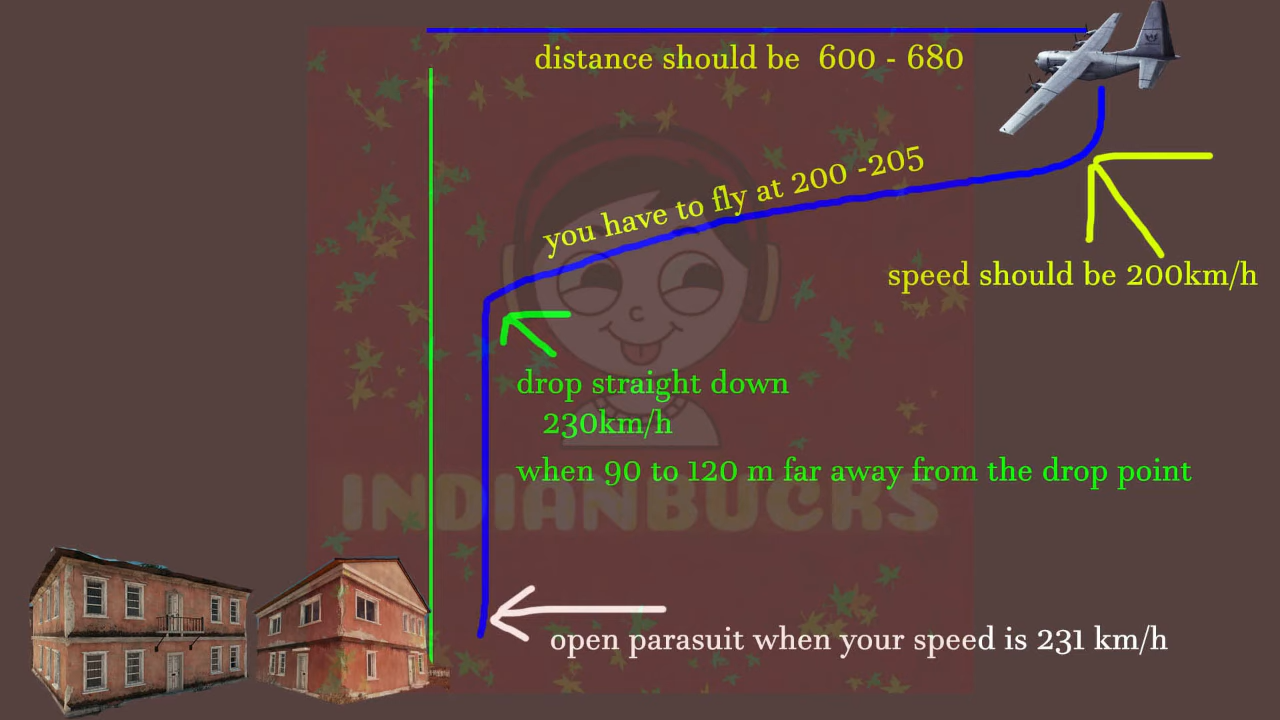 distance should be 600 - 680
you have to fly at 200 -205
speed should be 200km/h
drop straight down
230km/h
when 90 to 120 m far away from the drop point
INDIANBUCKS
open parasuit when your speed is 231 km/h